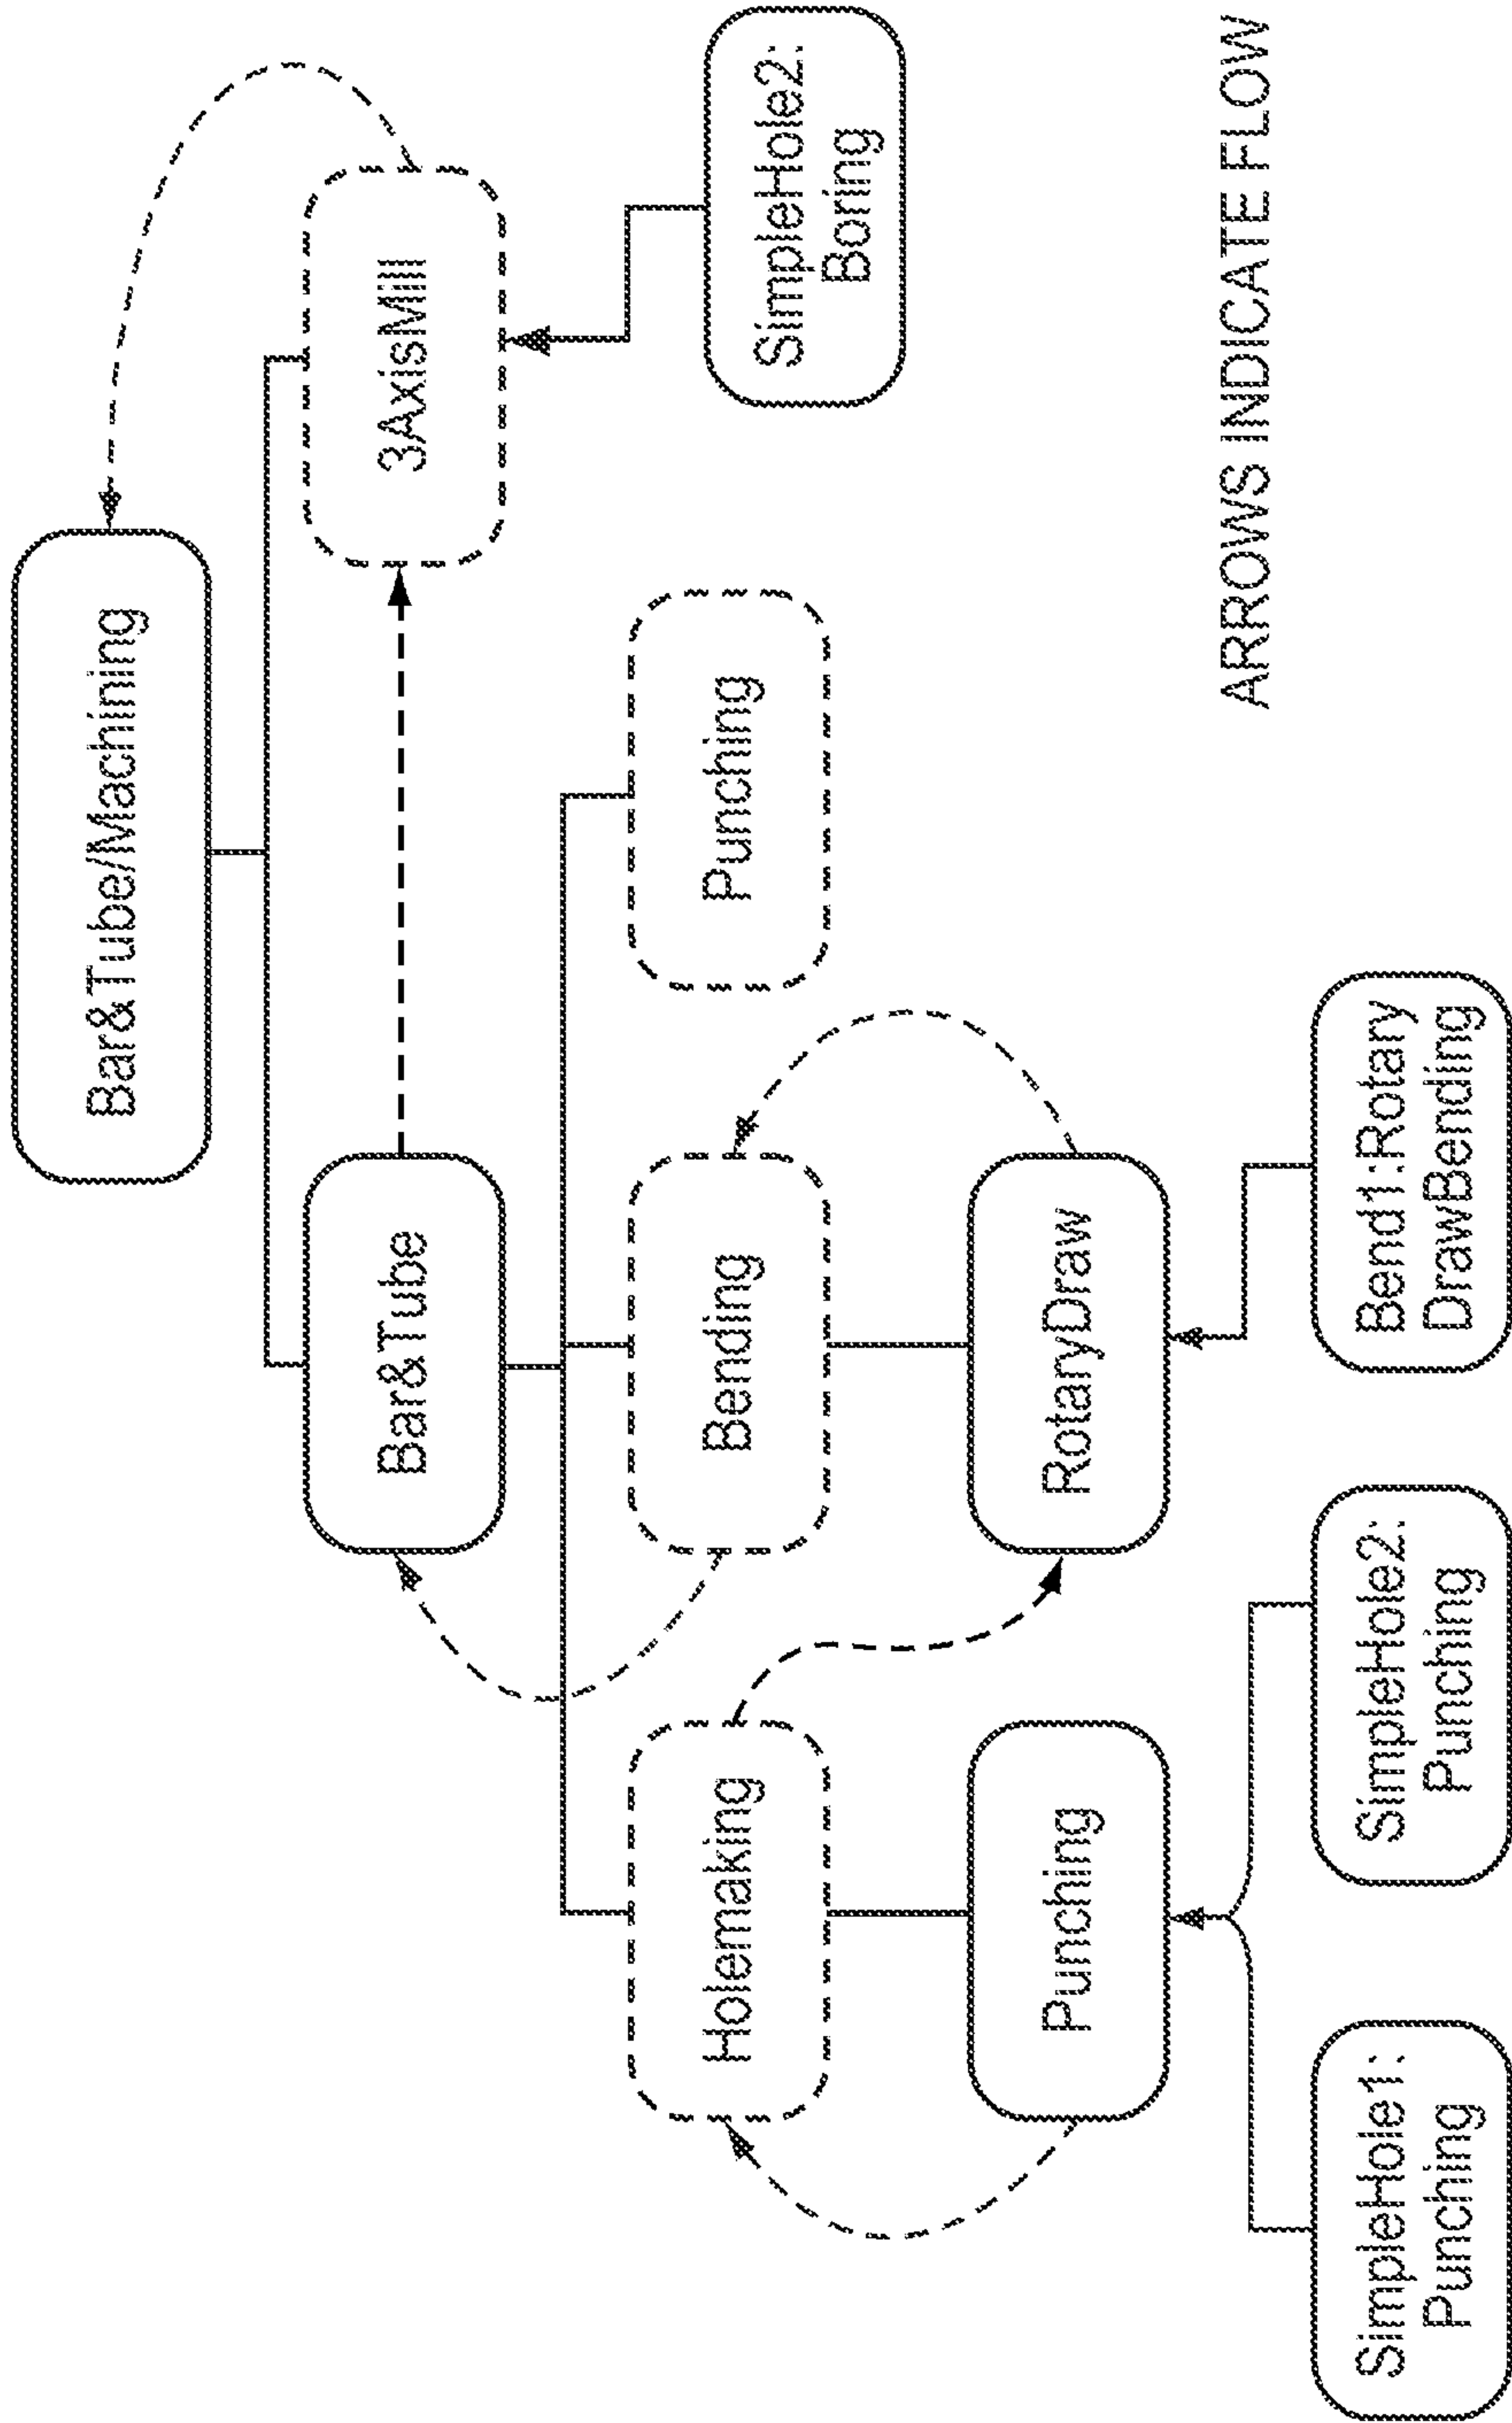 Bar&Tube/Machining
Bar&Tube
3AxisMill
Holemaking
Bending
Punching
SimpleHole2:
Boring
Punching
RotaryDraw
SimpleHole1:
Punching
SimpleHole2:
Punching
Bend1:Rotary
DrawBending
ARROWS INDICATE FLOW